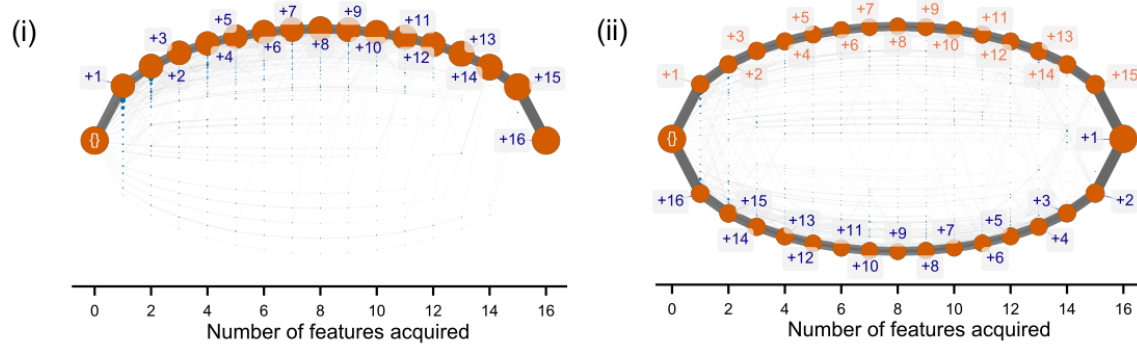 (i)
+7 +9
+5 +11
+3 +13
+1 +2 +4 +6 +8 +10 +12 +14 +15
{} +16
0 2 4 6 8 10 12 14 16
Number of features acquired
(ii)
+7 +9
+5 +11
+3 +13
+1 +2 +4 +6 +8 +10 +12 +14 +15
{} +1
+16 +15 +3 +2
+14 +13 +11 +9 +7 +5 +4
+12 +10 +8 +6
0 2 4 6 8 10 12 14 16
Number of features acquired